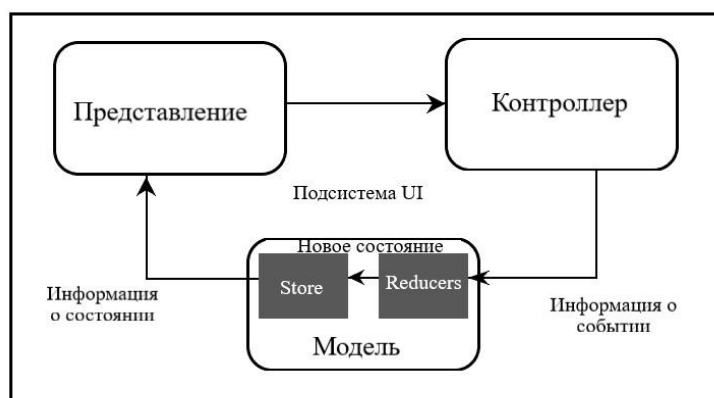 Представление
Контроллер
Подсистема UI
Новое состояние
Store
Reducers
Модель
Информация
о состоянии
Информация о
событии